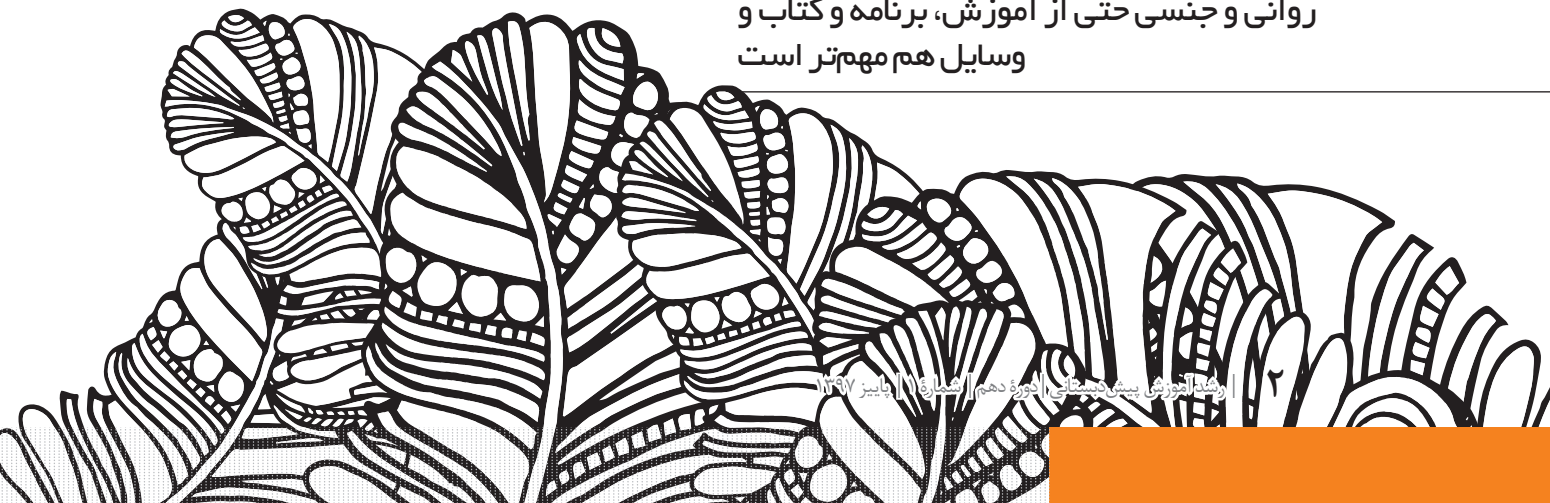 روانی و جنسی حتی از آموزش، برنامه و کتاب و
وسایل هم مهم‌تر است
۲ | رشد آموزش پیش‌دبستانی | دورهٔ دهم | شمارهٔ ۱ | پاییز ۱۳۹۷